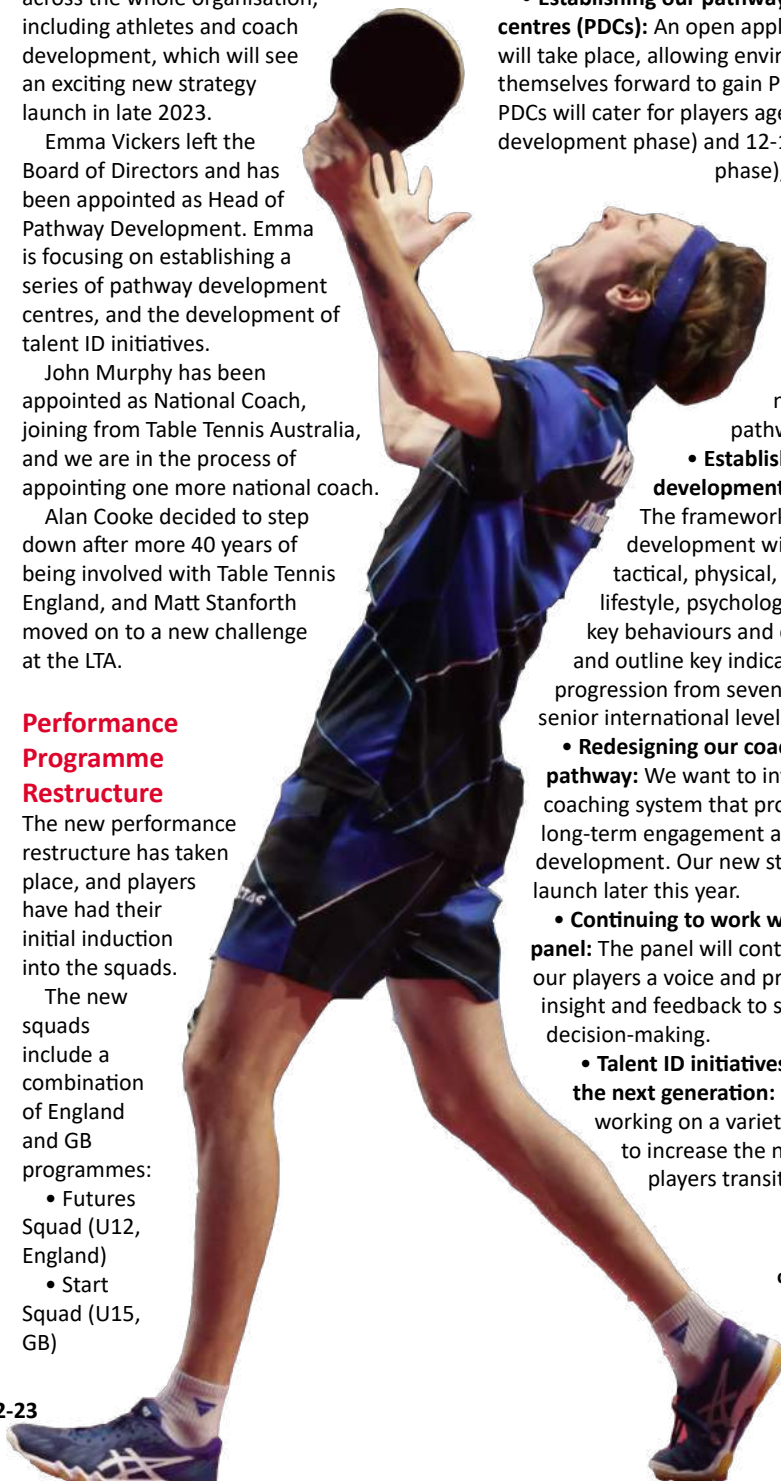 across the whole organisation,
including athletes and coach
development, which will see
an exciting new strategy
launch in late 2023.
Emma Vickers left the
Board of Directors and has
been appointed as Head of
Pathway Development. Emma
is focusing on establishing a
series of pathway development
centres, and the development of
talent ID initiatives.
John Murphy has been
appointed as National Coach,
joining from Table Tennis Australia,
and we are in the process of
appointing one more national coach.
Alan Cooke decided to step
down after more 40 years of
being involved with Table Tennis
England, and Matt Stanforth
moved on to a new challenge
at the LTA.
Performance
Programme
Restructure
The new performance
restructure has taken
place, and players
have had their
initial induction
into the squads.
The new
squads
include a
combination
of England
and GB
programmes:
• Futures
Squad (U12,
England)
• Start
Squad (U15,
GB)
2-23
• Establishing our pathway
centres (PDCs): An open appl
will take place, allowing envir
themselves forward to gain P
PDCs will cater for players age
development phase) and 12-1
phase),
pathw
• Establish
development
The framework
development wi
tactical, physical,
lifestyle, psycholog
key behaviours and
and outline key indica
progression from seven
senior international level
• Redesigning our coac
pathway: We want to in
coaching system that pro
long-term engagement a
development. Our new st
launch later this year.
• Continuing to work w
panel: The panel will cont
our players a voice and pr
insight and feedback to s
decision-making.
• Talent ID initiatives
the next generation:
working on a variet
to increase the n
players transit